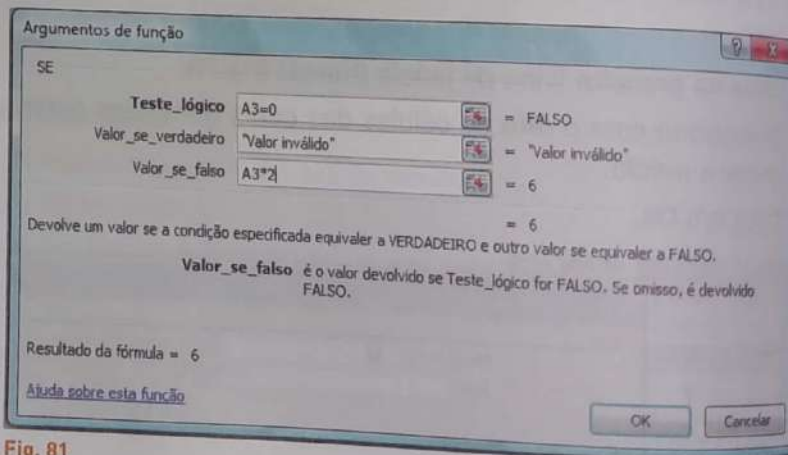 Argumentos de função
SE
Teste_lógico A3=0 = FALSO
Valor_se_verdadeiro "Valor inválido" = "Valor inválido"
Valor_se_falso A3*2 = 6
= 6
Devolve um valor se a condição especificada equivaler a VERDADEIRO e outro valor se equivaler a FALSO.
Valor_se_falso é o valor devolvido se Teste_lógico for FALSO. Se omisso, é devolvido
FALSO.
Resultado da fórmula = 6
Ajuda sobre esta função
OK Cancelar
Fig. 81